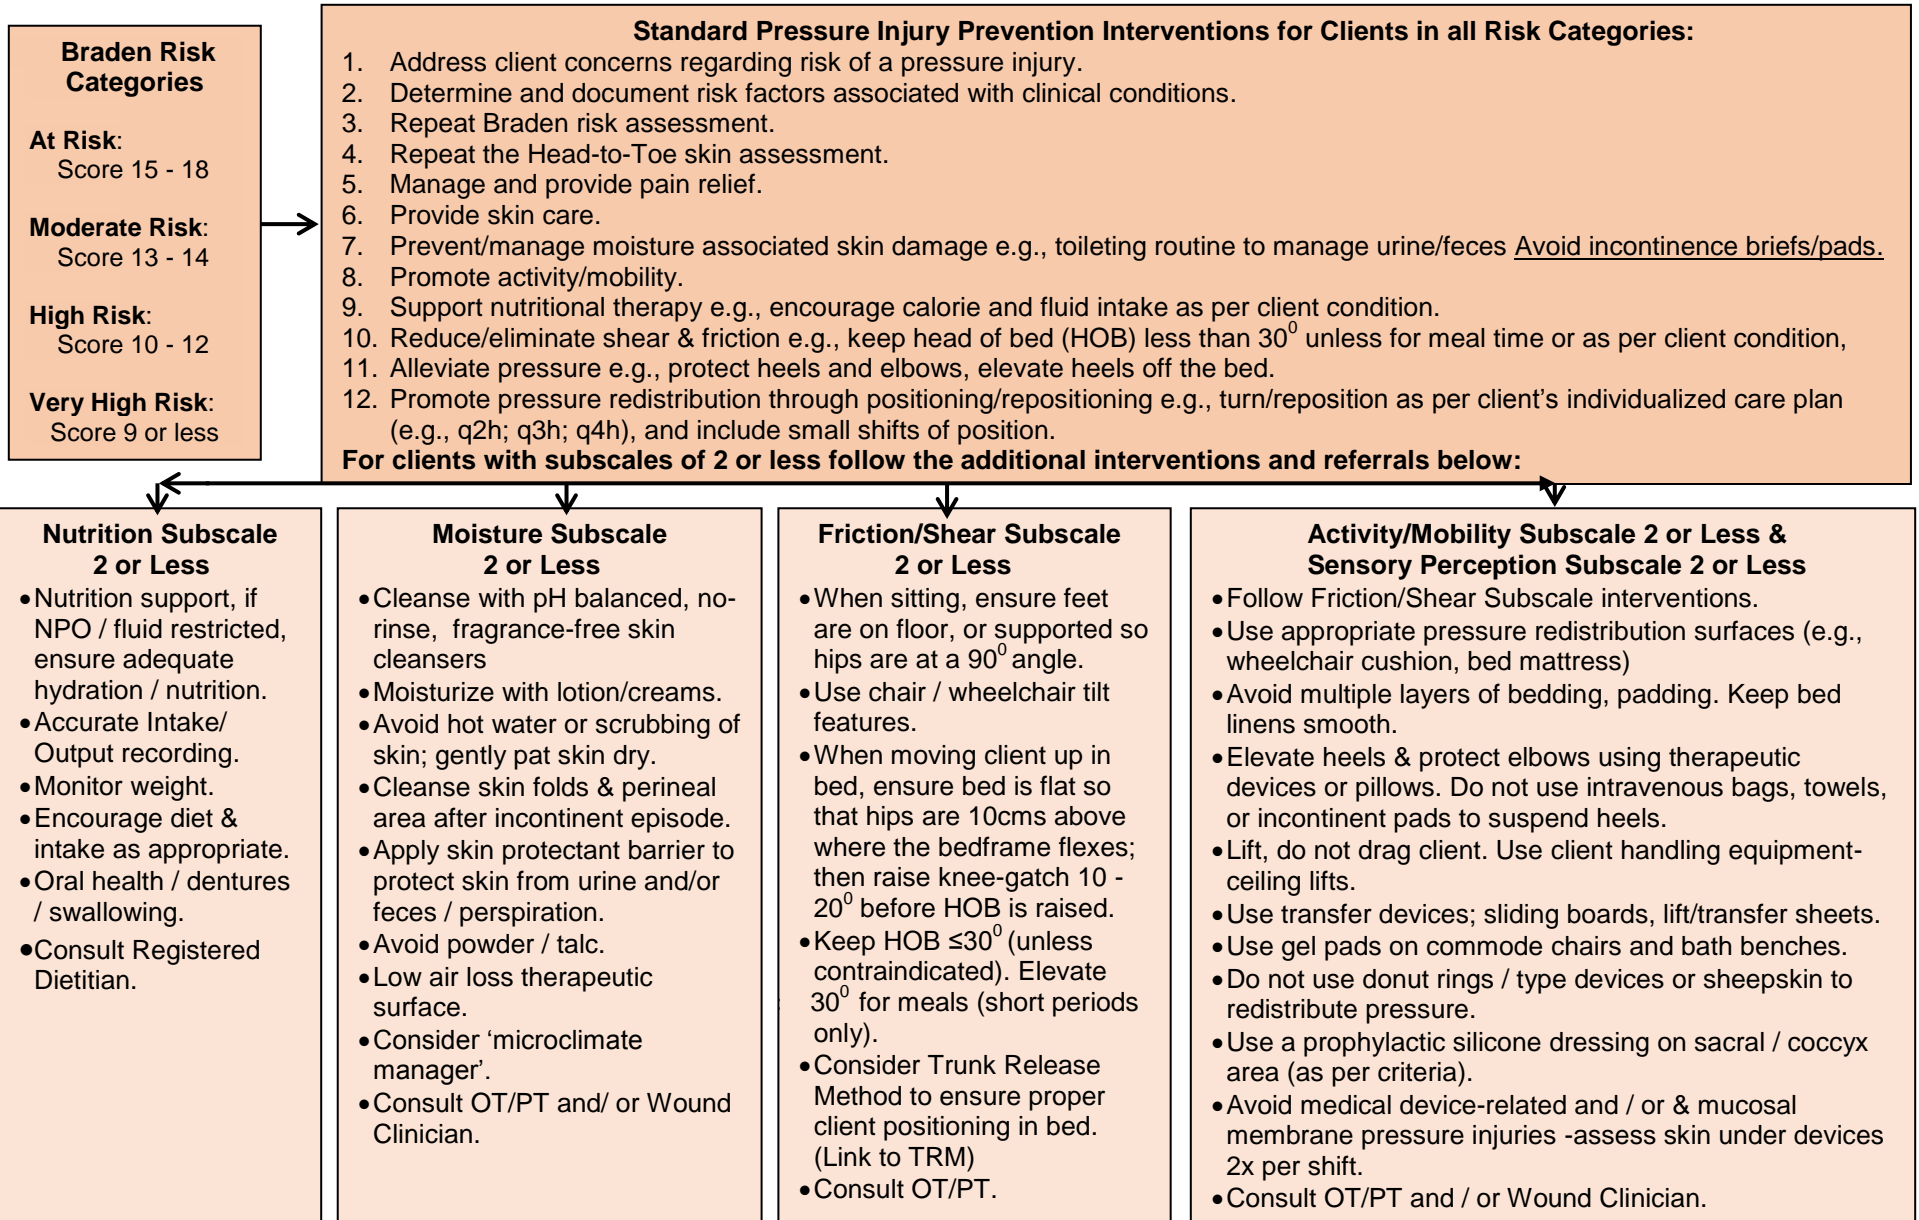 Braden Risk
Categories
At Risk:
Score 15 - 18
Moderate Risk:
Score 13 - 14
High Risk:
Score 10 - 12
Very High Risk:
Score 9 or less
Standard Pressure Injury Prevention Interventions for Clients in all Risk Categories:
1. Address client concerns regarding risk of a pressure injury.
2. Determine and document risk factors associated with clinical conditions.
3. Repeat Braden risk assessment.
4. Repeat the Head-to-Toe skin assessment.
5. Manage and provide pain relief.
6. Provide skin care.
7. Prevent/manage moisture associated skin damage e.g., toileting routine to manage urine/feces Avoid incontinence briefs/pads.
8. Promote activity/mobility.
9. Support nutritional therapy e.g., encourage calorie and fluid intake as per client condition.
10. Reduce/eliminate shear & friction e.g., keep head of bed (HOB) less than 30⁰ unless for meal time or as per client condition,
11. Alleviate pressure e.g., protect heels and elbows, elevate heels off the bed.
12. Promote pressure redistribution through positioning/repositioning e.g., turn/reposition as per client's individualized care plan
(e.g., q2h; q3h; q4h), and include small shifts of position.
For clients with subscales of 2 or less follow the additional interventions and referrals below:
Nutrition Subscale
2 or Less
•Nutrition support, if
NPO / fluid restricted,
ensure adequate
hydration / nutrition.
•Accurate Intake/
Output recording.
•Monitor weight.
•Encourage diet &
intake as appropriate.
•Oral health / dentures
/ swallowing.
•Consult Registered
Dietitian.
Moisture Subscale
2 or Less
•Cleanse with pH balanced, no-
rinse, fragrance-free skin
cleansers
•Moisturize with lotion/creams.
•Avoid hot water or scrubbing of
skin; gently pat skin dry.
•Cleanse skin folds & perineal
area after incontinent episode.
•Apply skin protectant barrier to
protect skin from urine and/or
feces / perspiration.
•Avoid powder / talc.
•Low air loss therapeutic
surface.
•Consider ‘microclimate
manager’.
•Consult OT/PT and/ or Wound
Clinician.
Friction/Shear Subscale
2 or Less
•When sitting, ensure feet
are on floor, or supported so
hips are at a 90⁰ angle.
•Use chair / wheelchair tilt
features.
•When moving client up in
bed, ensure bed is flat so
that hips are 10cms above
where the bedframe flexes;
then raise knee-gatch 10 -
20⁰ before HOB is raised.
•Keep HOB ≤30⁰ (unless
contraindicated). Elevate
30⁰ for meals (short periods
only).
•Consider Trunk Release
Method to ensure proper
client positioning in bed.
(Link to TRM)
•Consult OT/PT.
Activity/Mobility Subscale 2 or Less &
Sensory Perception Subscale 2 or Less
•Follow Friction/Shear Subscale interventions.
•Use appropriate pressure redistribution surfaces (e.g.,
wheelchair cushion, bed mattress)
•Avoid multiple layers of bedding, padding. Keep bed
linens smooth.
•Elevate heels & protect elbows using therapeutic
devices or pillows. Do not use intravenous bags, towels,
or incontinent pads to suspend heels.
•Lift, do not drag client. Use client handling equipment-
ceiling lifts.
•Use transfer devices; sliding boards, lift/transfer sheets.
•Use gel pads on commode chairs and bath benches.
•Do not use donut rings / type devices or sheepskin to
redistribute pressure.
•Use a prophylactic silicone dressing on sacral / coccyx
area (as per criteria).
•Avoid medical device-related and / or & mucosal
membrane pressure injuries -assess skin under devices
2x per shift.
•Consult OT/PT and / or Wound Clinician.